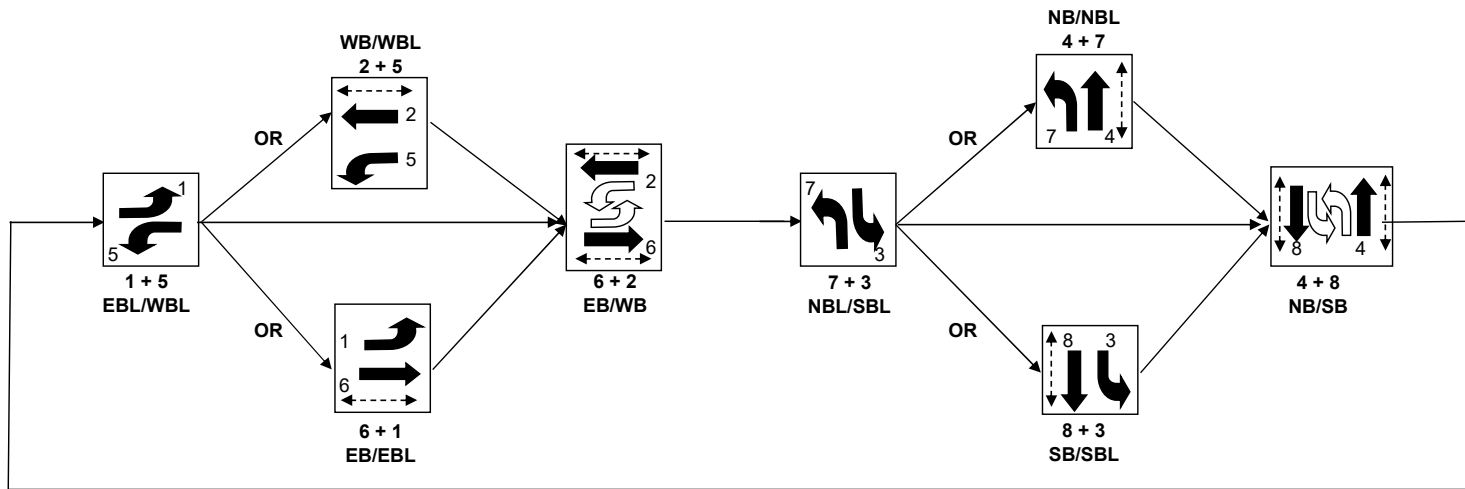 WB/WBL
2 + 5
2
5
OR
1
5
1 + 5
EBL/WBL
OR
1
6
6 + 1
EB/EBL
2
6
6 + 2
EB/WB
NB/NBL
4 + 7
7
4
OR
7
3
7 + 3
NBL/SBL
OR
8
3
8 + 3
SB/SBL
8
4
4 + 8
NB/SB